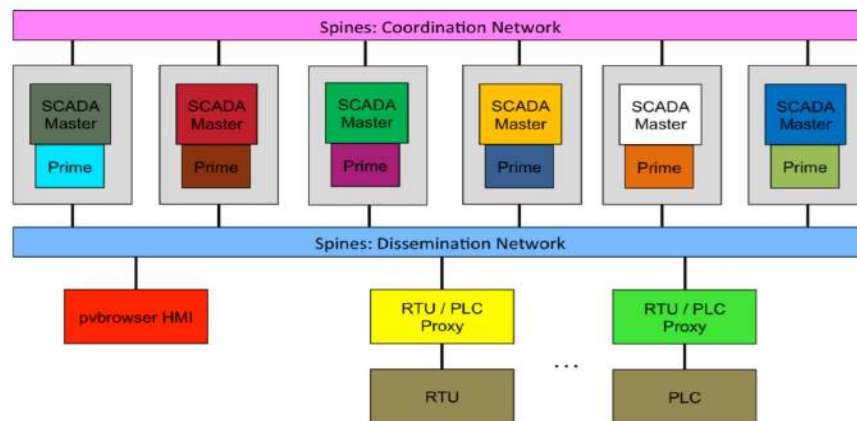 Spines: Coordination Network
SCADA
Master
Prime
SCADA
Master
Prime
SCADA
Master
Prime
SCADA
Master
Prime
SCADA
Master
Prime
SCADA
Master
Prime
Spines: Dissemination Network
pvbrowser HMI
RTU / PLC
Proxy
RTU
...
RTU / PLC
Proxy
PLC